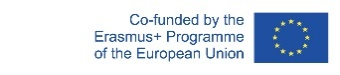 Co-funded by the
Erasmus+ Programme
of the European Union